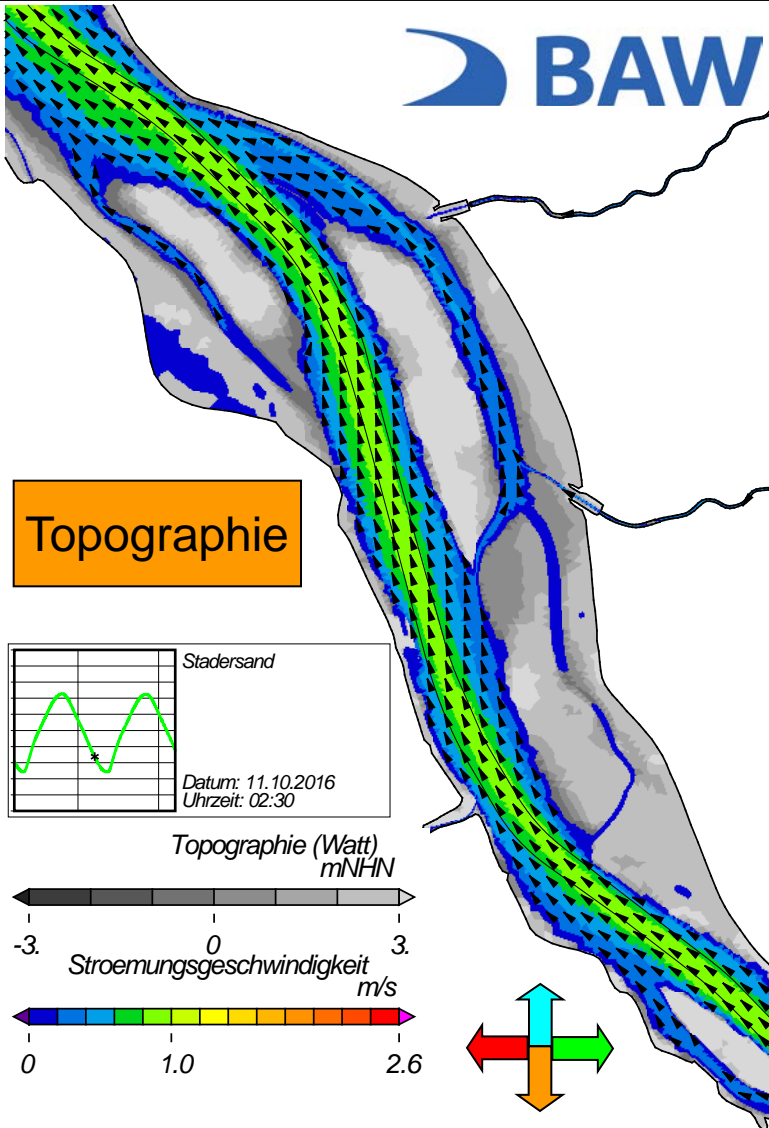 BAW
Topographie
Stadersand
Datum: 11.10.2016
Uhrzeit: 02:30
Topographie (Watt)
mNHN
-3. 0 3.
Stroemungsgeschwindigkeit
m/s
0 1.0 2.6